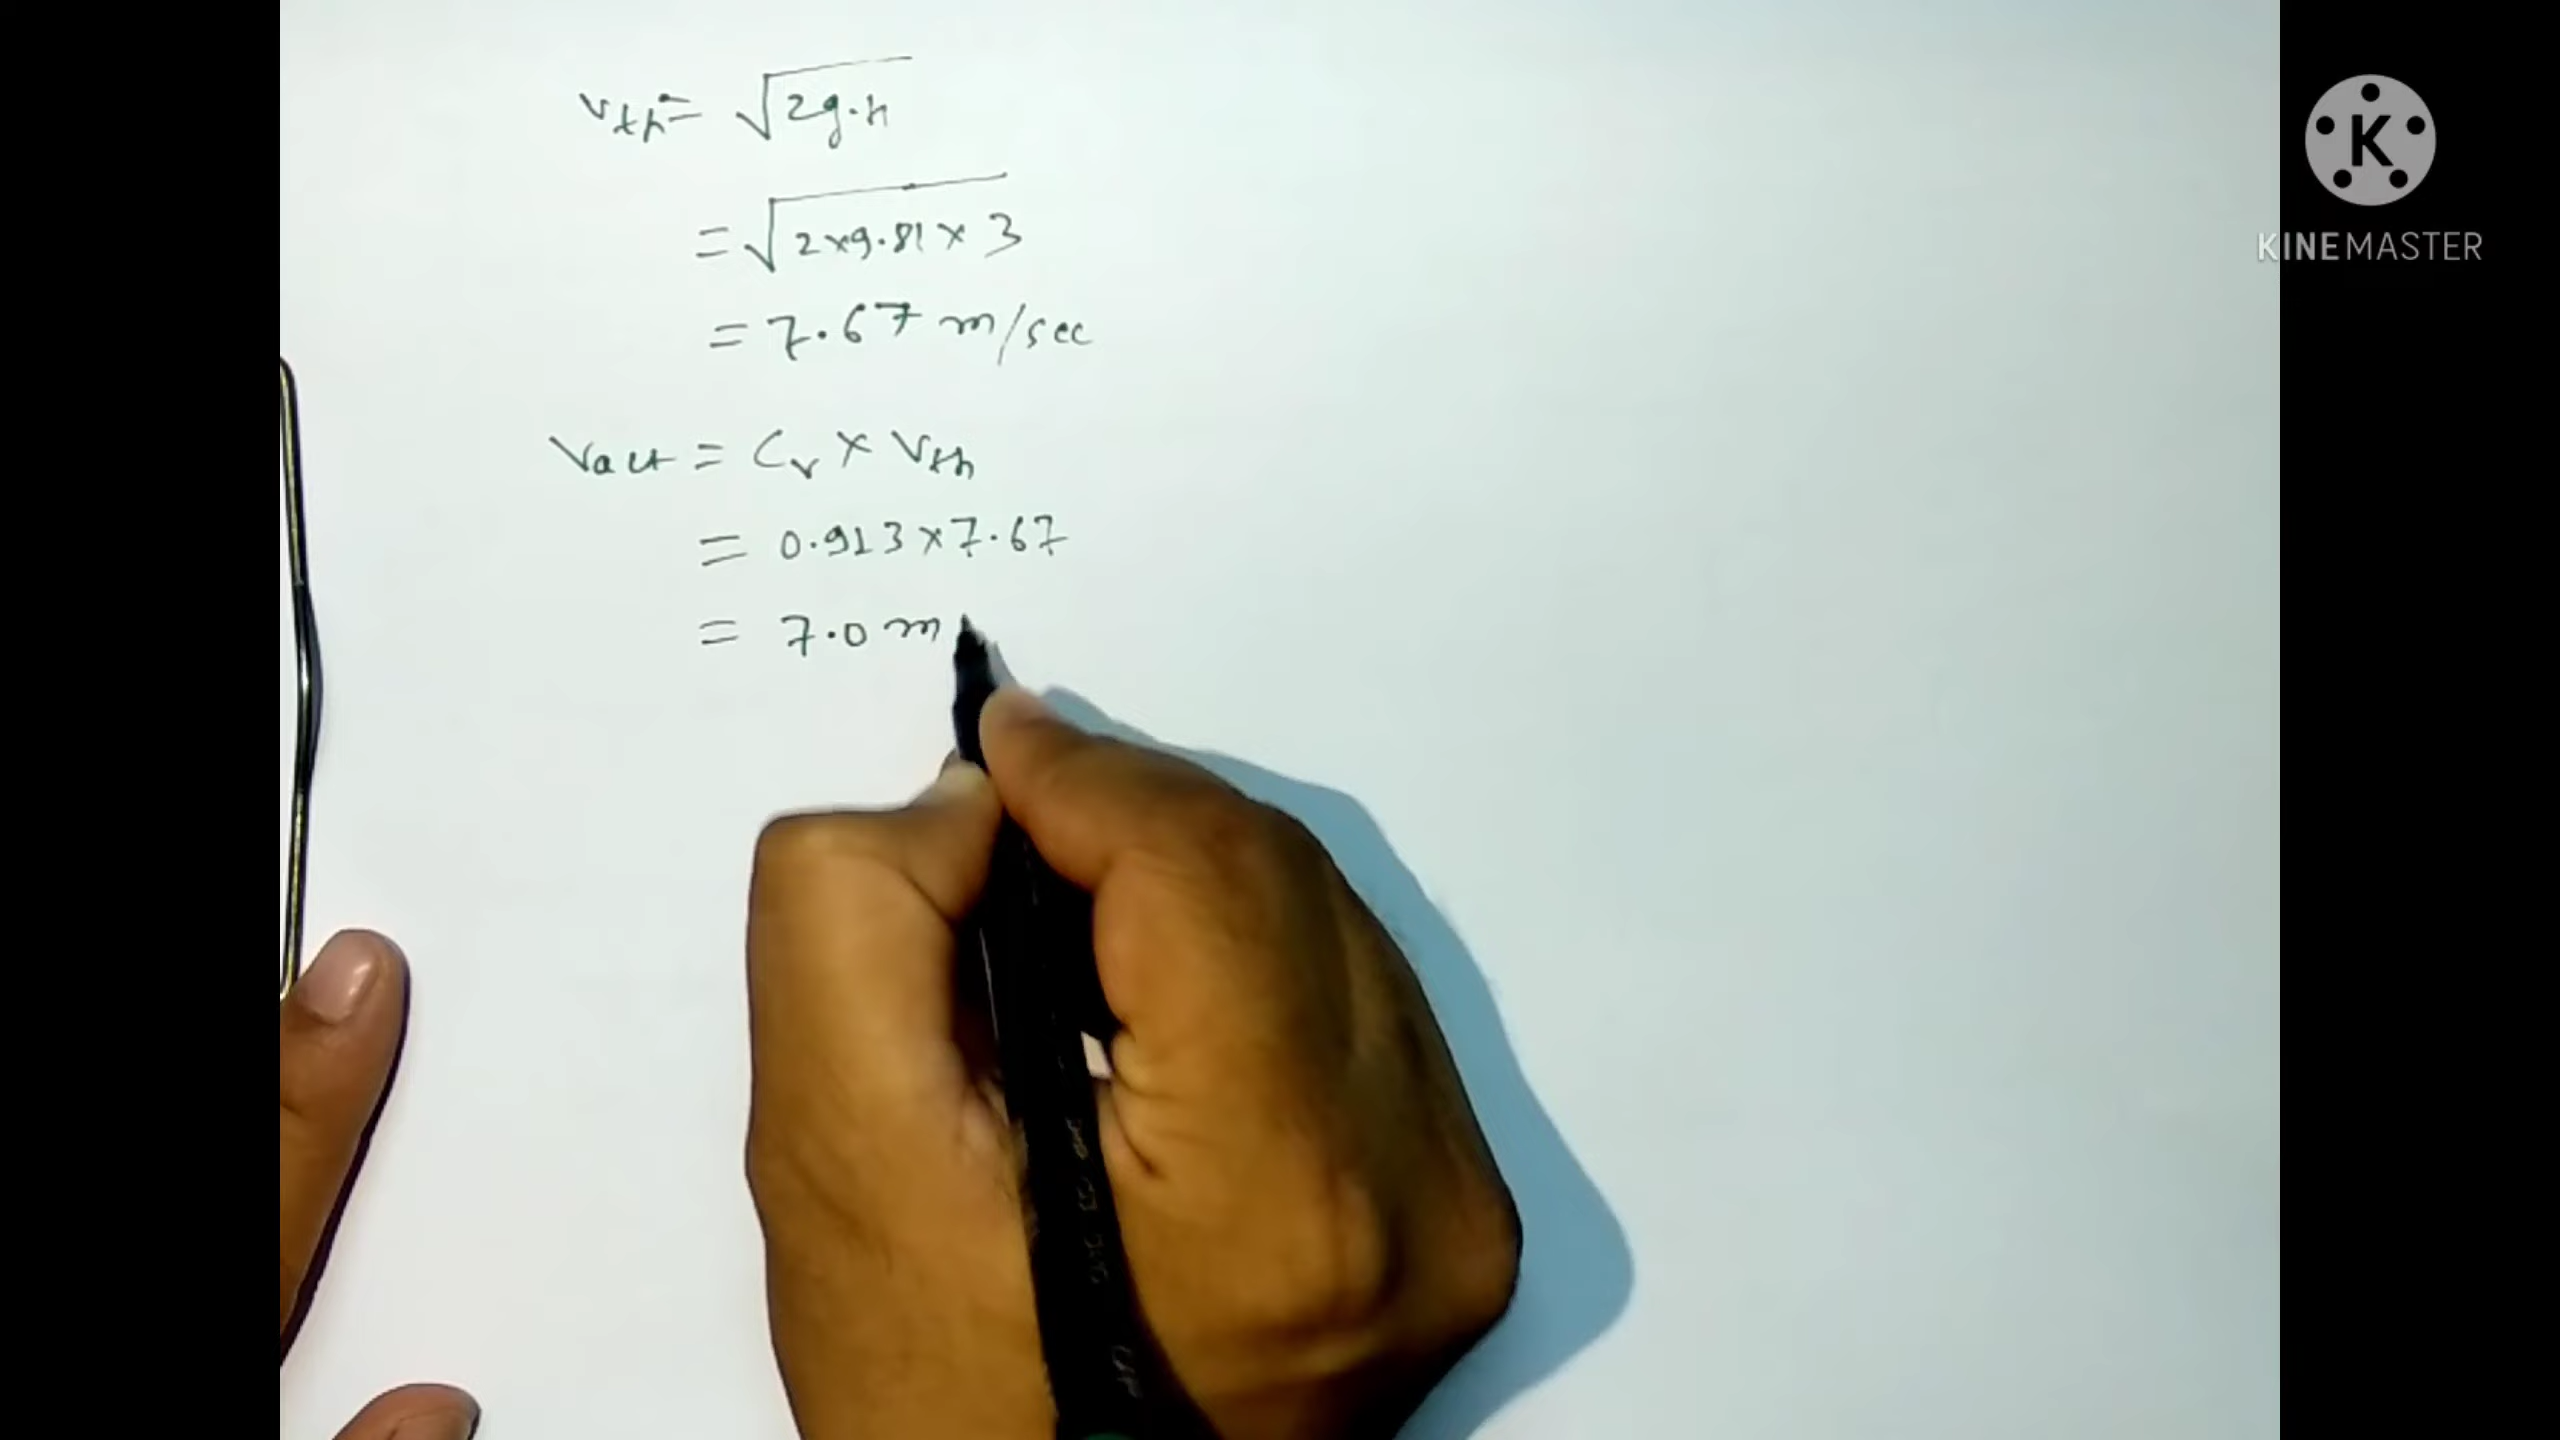 Vth = √2g.h
= √2×9.81×3
= 7.67 m/sec
Vact = Cv × Vth
= 0.913×7.67
= 7.0 m
K
KINEMASTER